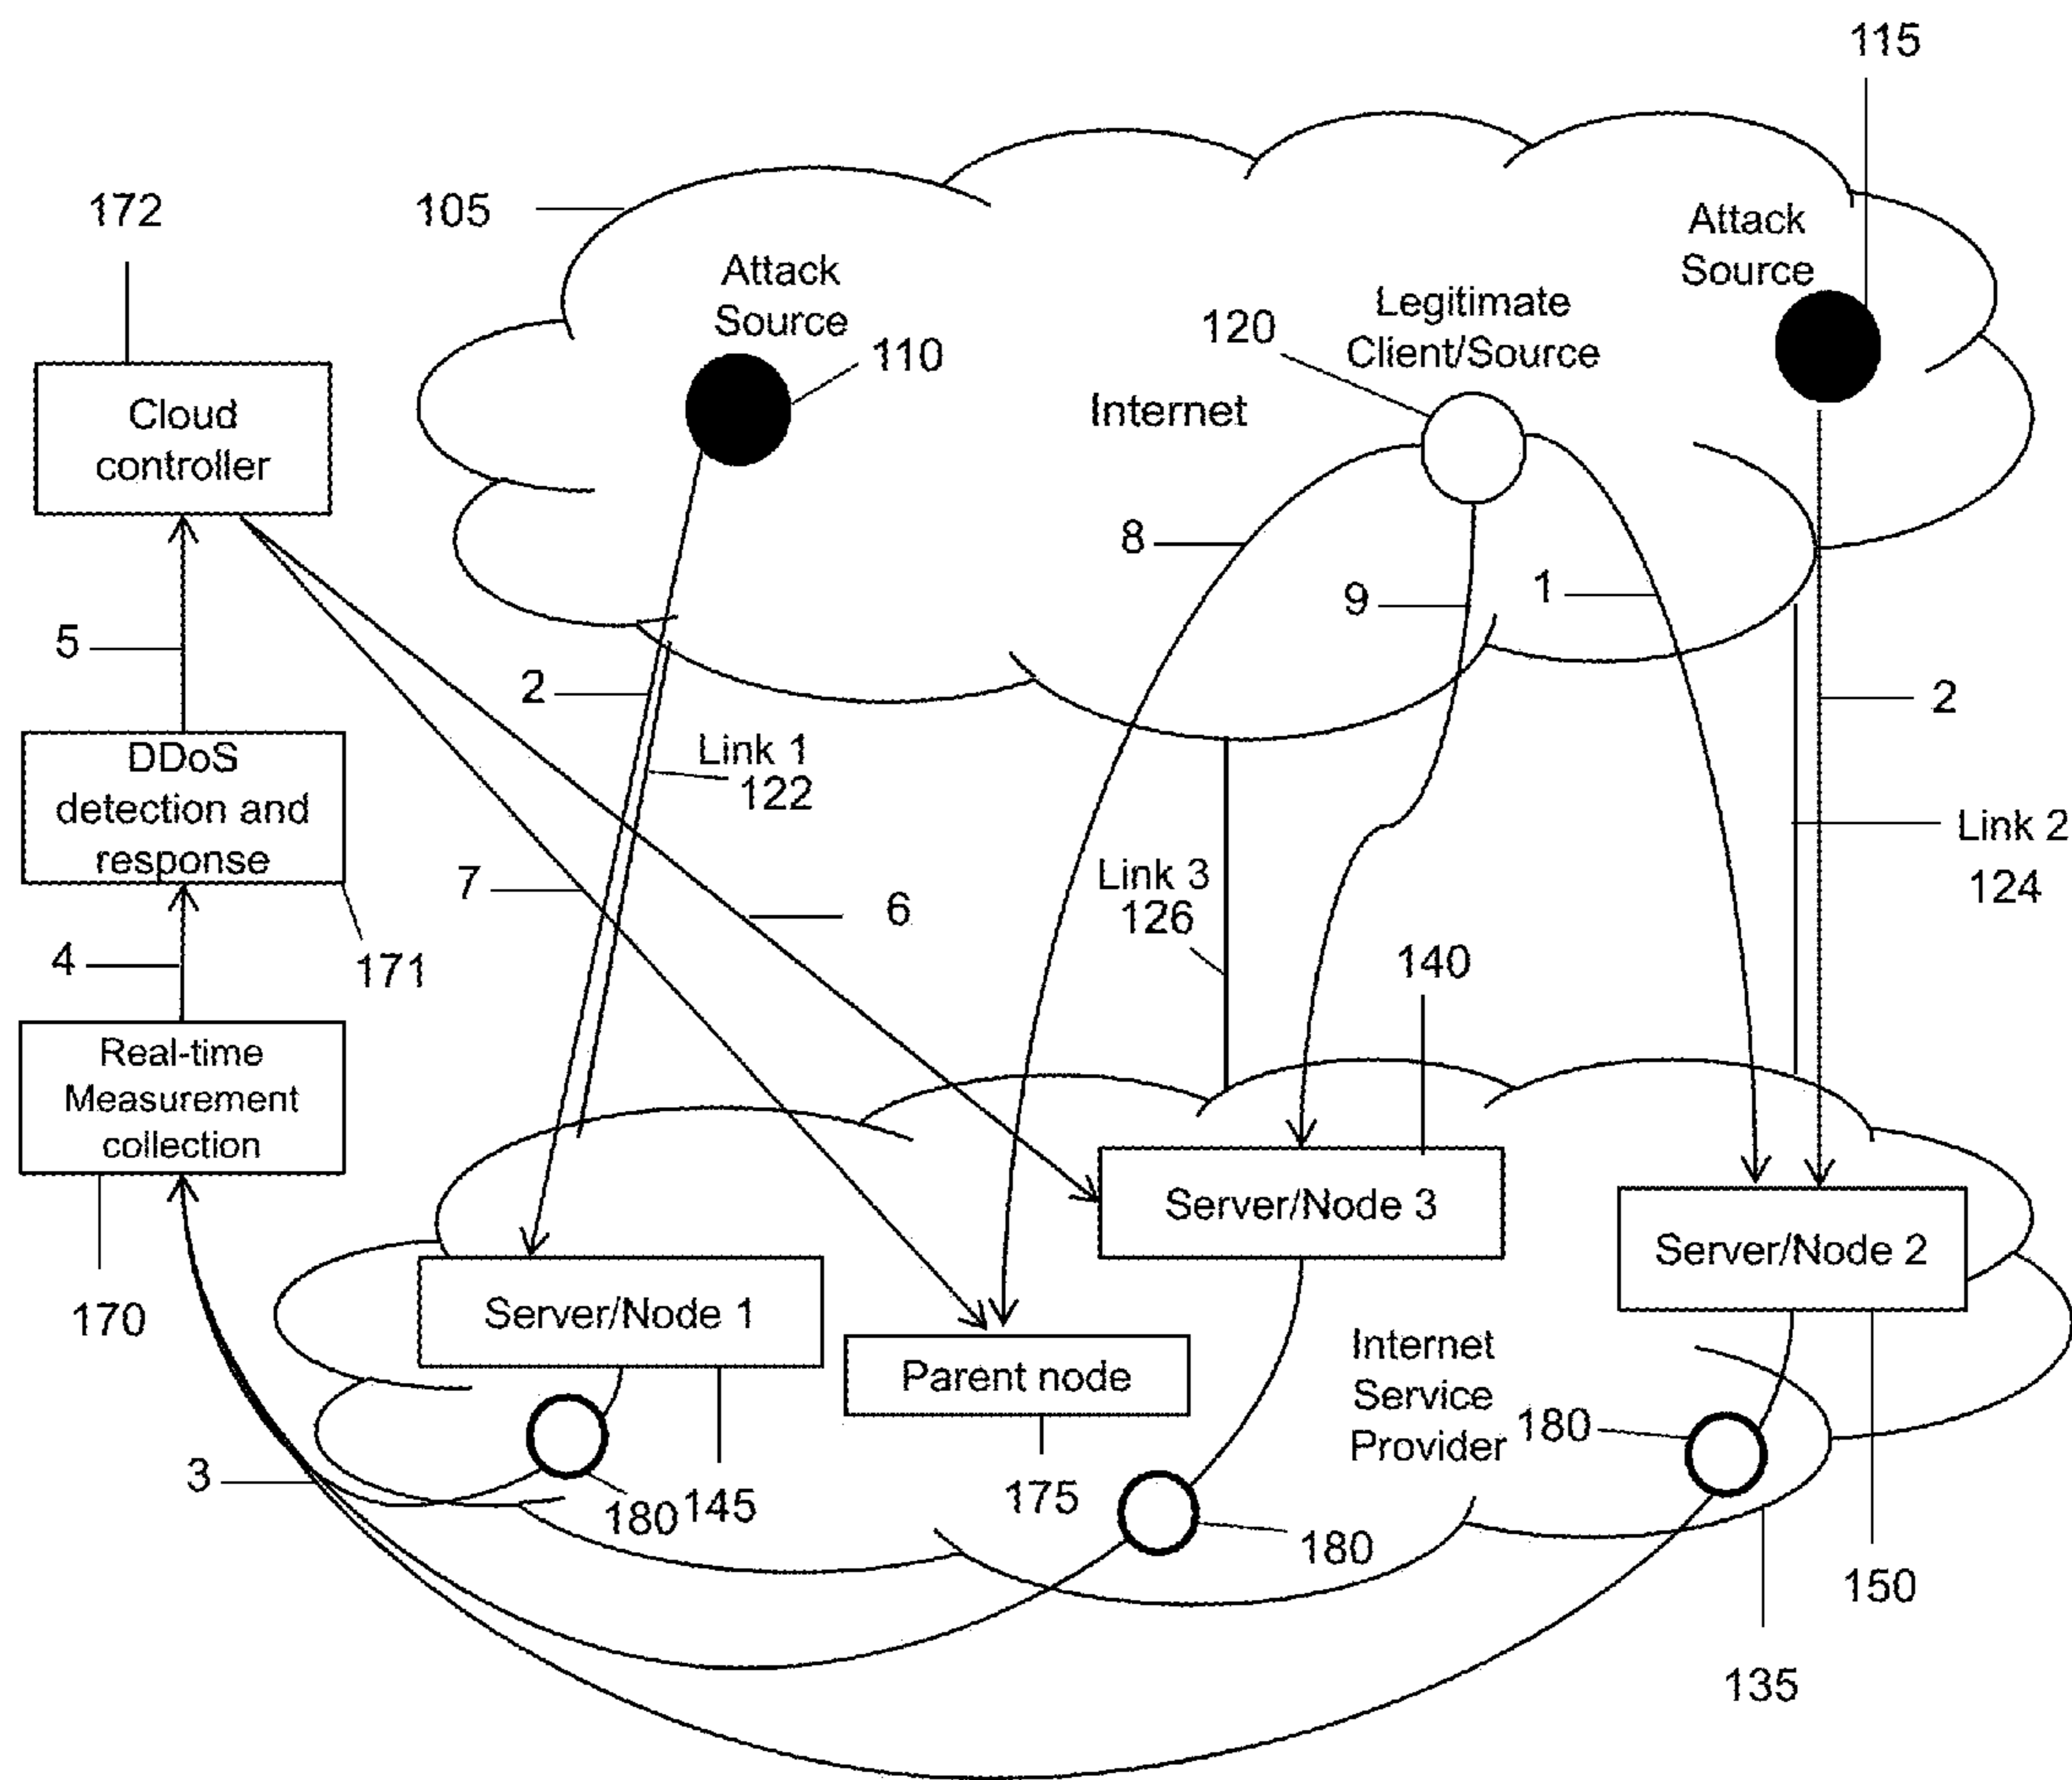 115
172
105
Attack
Source
Attack
Source
110
120
Legitimate
Client/Source
Internet
Cloud
controller
8
9
1
5
2
2
Link 1
122
DDoS
detection and
response
7
6
Link 3
126
Link 2
124
4
171
140
Real-time
Measurement
collection
Server/Node 3
Server/Node 2
Server/Node 1
170
Parent node
Internet
Service
Provider
180
3
180
145
175
180
150
135